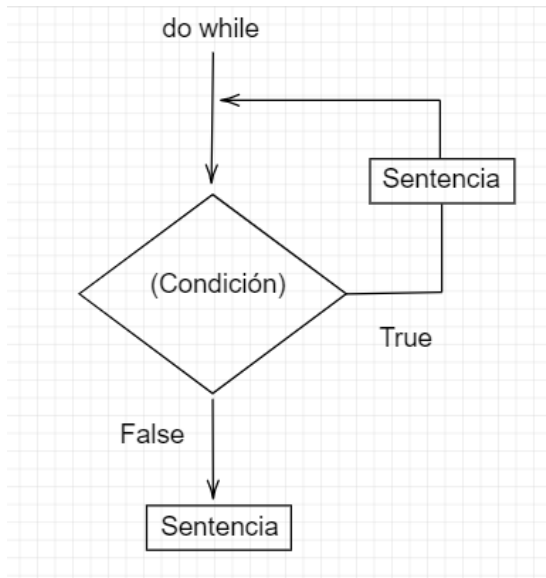 do while
Sentencia
(Condición)
True
False
Sentencia